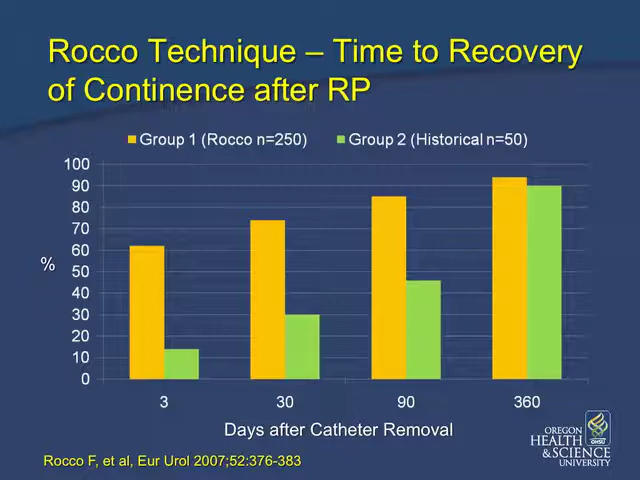 Rocco Technique – Time to Recovery
of Continence after RP
Group 1 (Rocco n=250) Group 2 (Historical n=50)
100
90
80
70
60
50
40
30
20
10
0
%
3 30 90 360
Days after Catheter Removal
OREGON
HEALTH
& SCIENCE
UNIVERSITY
OHSU
Rocco F, et al, Eur Urol 2007;52:376-383